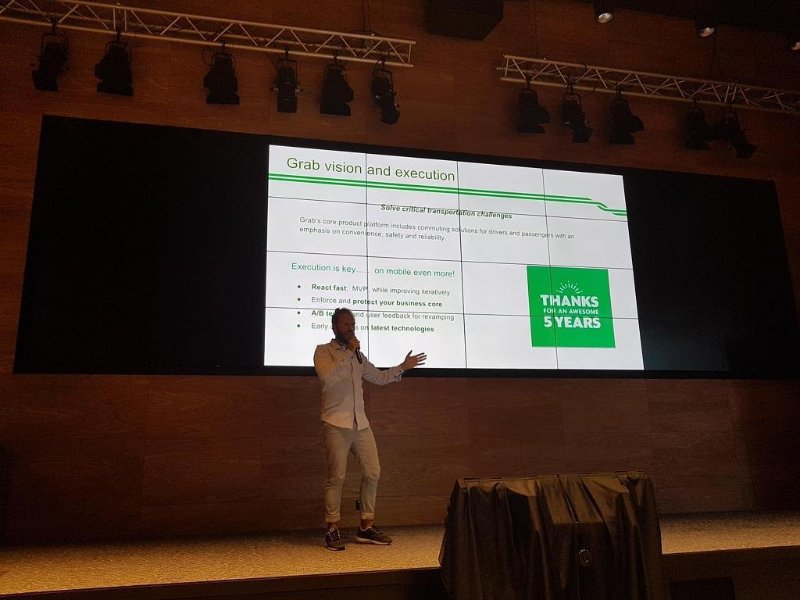 Grab vision and execution
Solve critical transportation challenges
Grab's core product platform includes commuting solutions for drivers and passengers with an
emphasis on convenience, safety and reliability.
Execution is key..... on mobile even more!
React fast: MVP, while improving iteratively
Enforce and protect your business core
A/B and user feedback for revamping
Early on latest technologies
THANKS
FOR AN AWESOME
5 YEARS